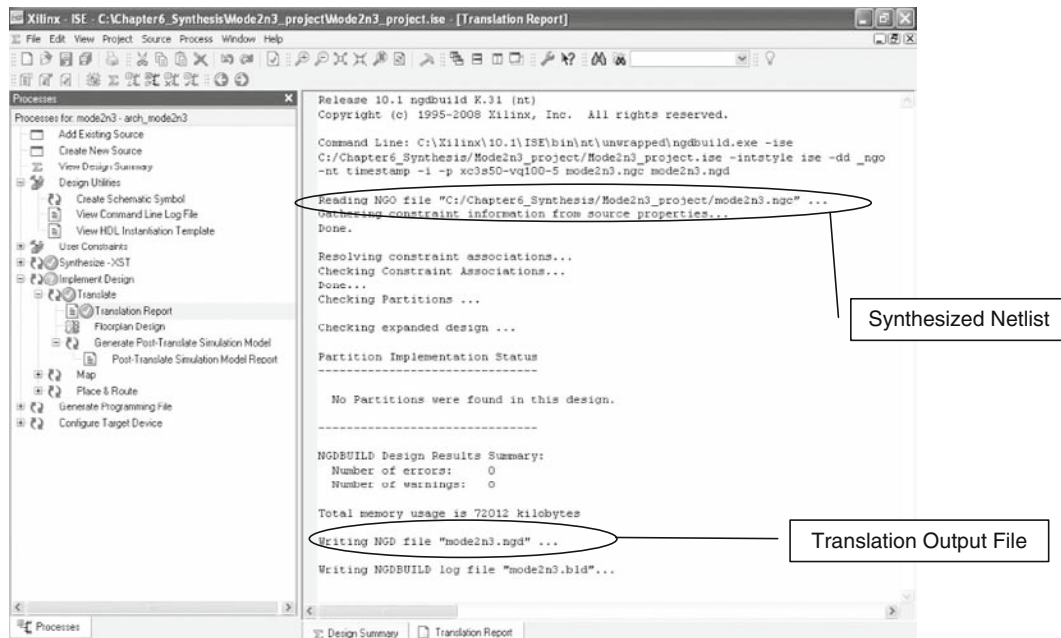 Xilinx - ISE - C:\Chapter6_Synthesis\Mode2n3_project\Mode2n3_project.ise - [Translation Report]
File Edit View Project Source Process Window Help
Processes
Processes for: mode2n3 - arch_mode2n3
Add Existing Source
Create New Source
View Design Summary
Design Utilities
Create Schematic Symbol
View Command Line Log File
View HDL Instantiation Template
User Constraints
Synthesize - XST
Implement Design
Translate
Translation Report
Floorplan Design
Generate Post-Translate Simulation Model
Post-Translate Simulation Model Report
Map
Place & Route
Generate Programming File
Configure Target Device
Processes
Release 10.1 ngdbuild K.31 (nt)
Copyright (c) 1995-2008 Xilinx, Inc.  All rights reserved.
Command Line: C:\Xilinx\10.1\ISE\bin\nt\unwrapped\ngdbuild.exe -ise
C:/Chapter6_Synthesis/Mode2n3_project/Mode2n3_project.ise -intstyle ise -dd _ngo
-nt timestamp -i -p xc3s50-vq100-5 mode2n3.ngc mode2n3.ngd
Reading NGO file "C:/Chapter6_Synthesis/Mode2n3_project/mode2n3.ngc" ...
Gathering constraint information from source properties...
Done.
Resolving constraint associations...
Checking Constraint Associations...
Done...
Checking Partitions ...
Checking expanded design ...
Partition Implementation Status
-------------------------------
No Partitions were found in this design.
-------------------------------
NGDBUILD Design Results Summary:
Number of errors: 0
Number of warnings: 0
Total memory usage is 72012 kilobytes
Writing NGD file "mode2n3.ngd" ...
Writing NGDBUILD log file "mode2n3.bld"...
Design Summary
Translation Report
Synthesized Netlist
Translation Output File